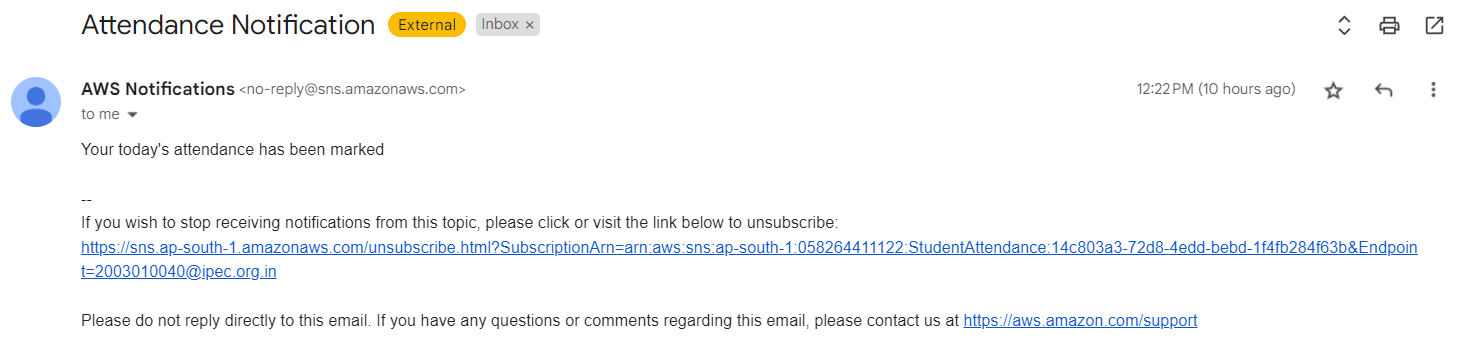 Attendance Notification External Inbox ×
AWS Notifications <no-reply@sns.amazonaws.com> 12:22 PM (10 hours ago)
to me
Your today's attendance has been marked
--
If you wish to stop receiving notifications from this topic, please click or visit the link below to unsubscribe:
https://sns.ap-south-1.amazonaws.com/unsubscribe.html?SubscriptionArn=arn:aws:sns:ap-south-1:058264411122:StudentAttendance:14c803a3-72d8-4edd-bebd-1f4fb284f63b&Endpoin
t=2003010040@ipec.org.in
Please do not reply directly to this email. If you have any questions or comments regarding this email, please contact us at https://aws.amazon.com/support